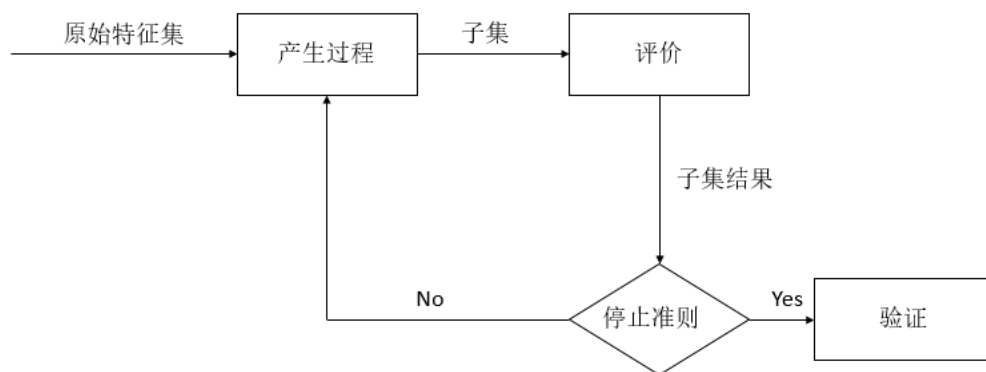 原始特征集
产生过程
子集
评价
子集结果
No
停止准则
Yes
验证